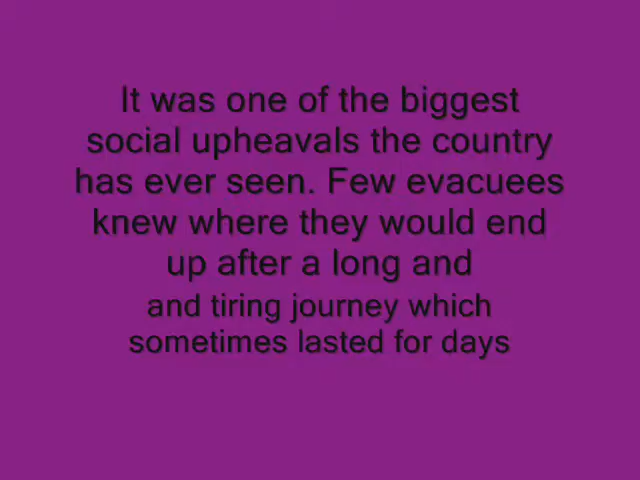 It was one of the biggest
social upheavals the country
has ever seen. Few evacuees
knew where they would end
up after a long and
and tiring journey which
sometimes lasted for days